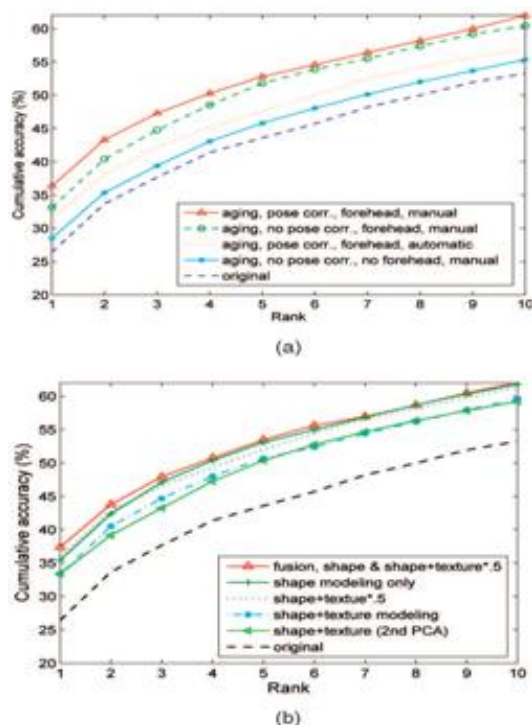 60
55
50
45
40
35
30
25
20
Cumulative accuracy (%)
aging, pose corr., forehead, manual
aging, no pose corr., forehead, manual
aging, pose corr., forehead, automatic
aging, no pose corr., no forehead, manual
original
1 2 3 4 5 6 7 8 9 10
Rank
(a)
60
55
50
45
40
35
30
25
20
Cumulative accuracy (%)
fusion, shape & shape+texture*.5
shape modeling only
shape+textue*.5
shape+texture modeling
shape+texture (2nd PCA)
original
1 2 3 4 5 6 7 8 9 10
Rank
(b)